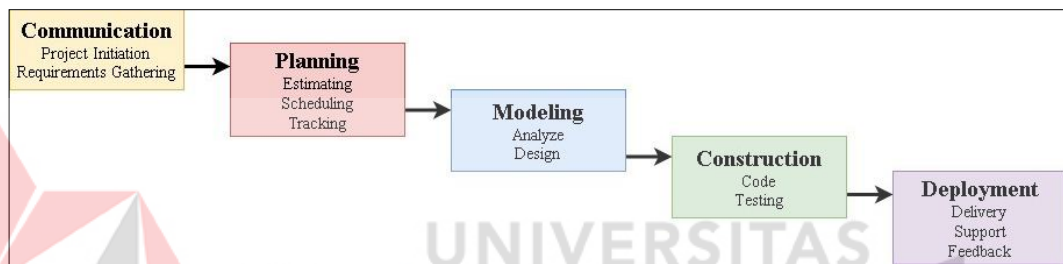 Communication
Project Initiation
Requirements Gathering
Planning
Estimating
Scheduling
Tracking
Modeling
Analyze
Design
Construction
Code
Testing
Deployment
Delivery
Support
Feedback
UNIVERSITAS